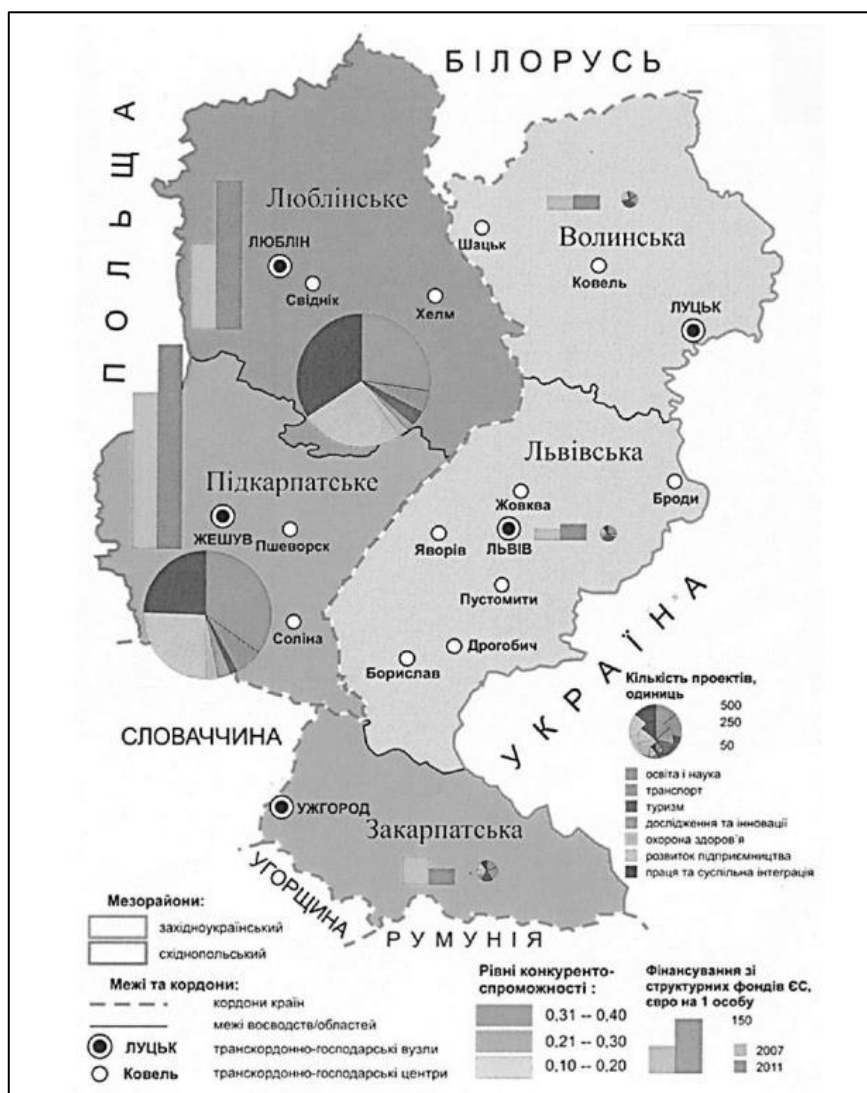 БІЛОРУСЬ
ПОЛЬЩА
Люблінське
ЛЮБЛІН
Свіднік
Хелм
Шацьк
Волинська
Ковель
ЛУЦЬК
Підкарпатське
ЖЕШУВ
Пшеворск
Соліна
Львівська
Жовква
Броди
Яворів
ЛЬВІВ
Пустомити
Дрогобич
Борислав
УКРАЇНА
СЛОВАЧЧИНА
УЖГОРОД
Закарпатська
УГОРЩИНА
РУМУНІЯ
Кількість проектів,
одиниць
500
250
50
освіта і наука
транспорт
туризм
дослідження та інновації
охорона здоров'я
розвиток підприємництва
праця та суспільна інтеграція
Мезорайони:
західноукраїнський
східнопольський
Межі та кордони:
кордони країн
межі воєводств/областей
ЛУЦЬК транскордонно-господарські вузли
Ковель транскордонно-господарські центри
Рівні конкуренто-
спроможності :
0,31 -- 0,40
0,21 -- 0,30
0,10 -- 0,20
Фінансування зі
структурних фондів ЄС,
євро на 1 особу
150
2007
2011